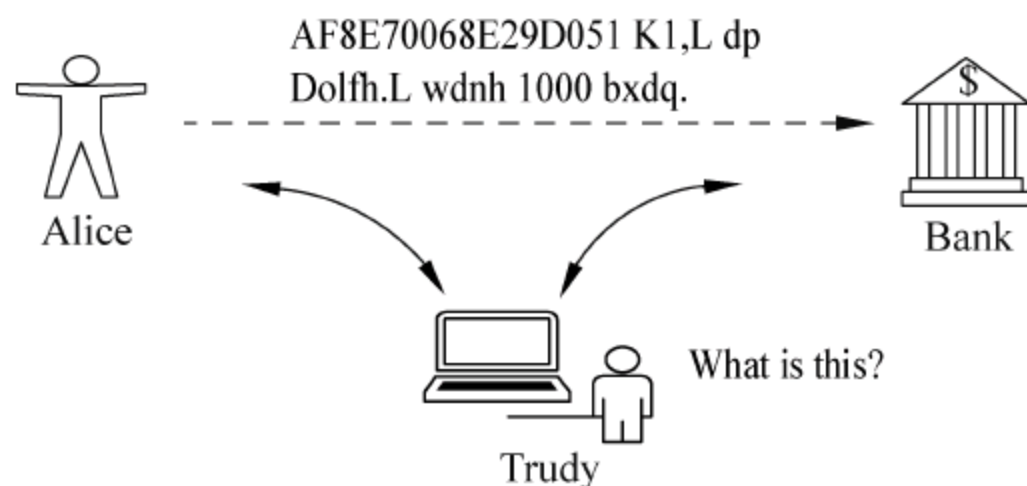 AF8E70068E29D051 K1,L dp
Dolfh.L wdnh 1000 bxdq.
$
Alice
Bank
What is this?
Trudy